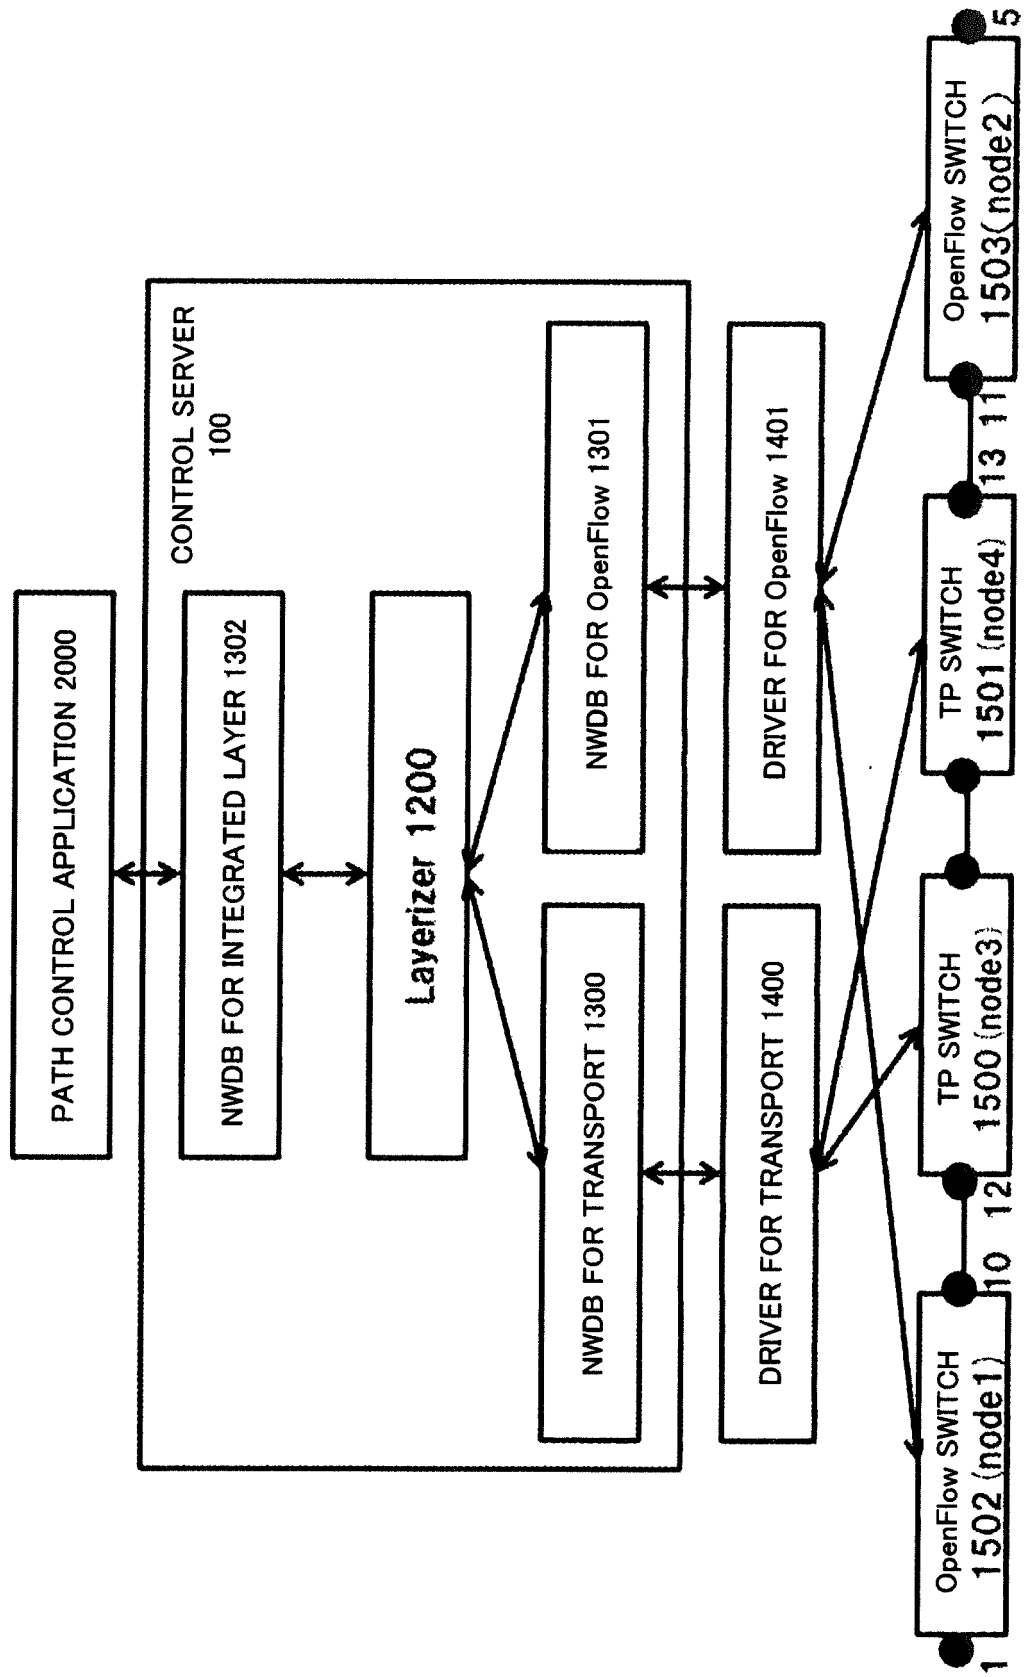 PATH CONTROL APPLICATION 2000
CONTROL SERVER
100
NWDB FOR INTEGRATED LAYER 1302
Layerizer 1200
NWDB FOR TRANSPORT 1300
NWDB FOR OpenFlow 1301
DRIVER FOR TRANSPORT 1400
DRIVER FOR OpenFlow 1401
OpenFlow SWITCH
1502 (node1)
TP SWITCH
1500 (node3)
TP SWITCH
1501 (node4)
OpenFlow SWITCH
1503(node2)
1
10
12
13
11
5